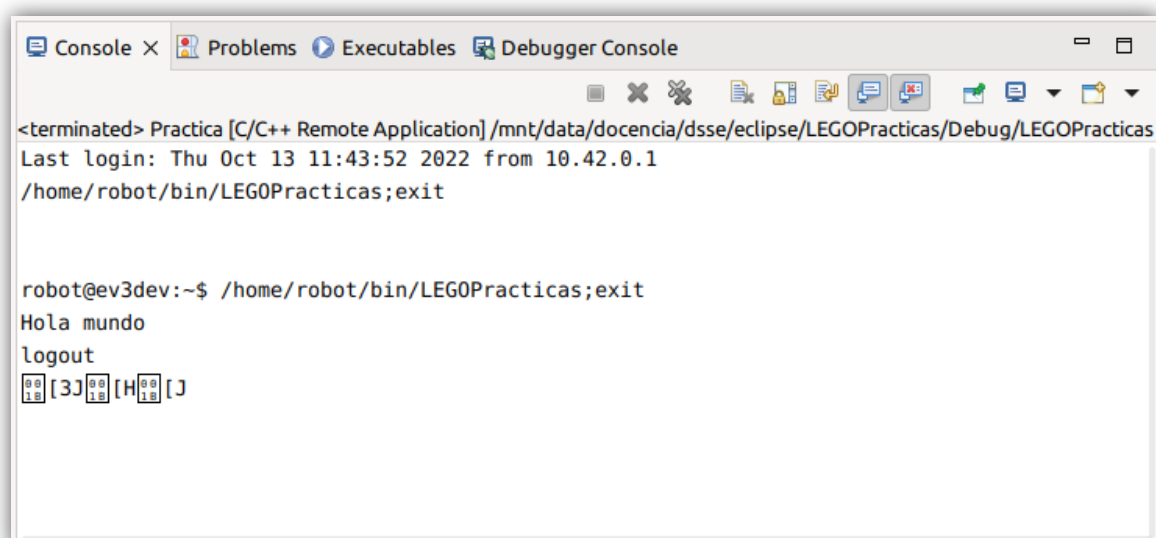 Console Problems Executables Debugger Console
<terminated> Practica [C/C++ Remote Application] /mnt/data/docencia/dsse/eclipse/LEGOPracticas/Debug/LEGOPracticas
Last login: Thu Oct 13 11:43:52 2022 from 10.42.0.1
/home/robot/bin/LEGOPracticas;exit
robot@ev3dev:~$ /home/robot/bin/LEGOPracticas;exit
Hola mundo
logout
[3J[H[J